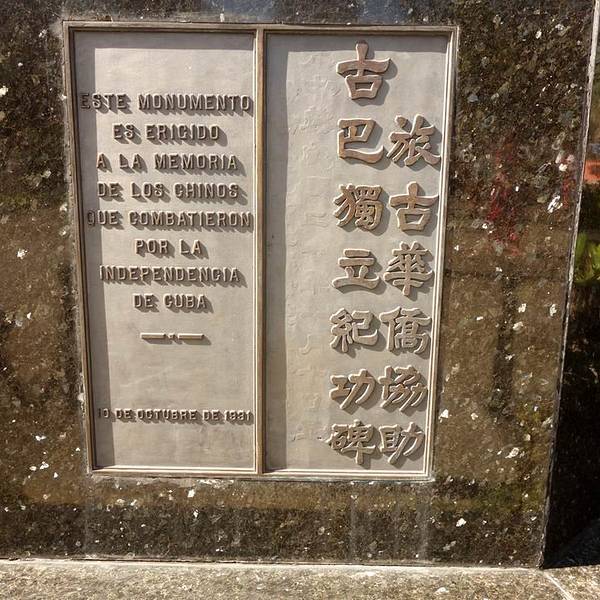 ESTE MONUMENTO
ES ERIGIDO
A LA MEMORIA
DE LOS CHINOS
QUE COMBATIERON
POR LA
INDEPENDENCIA
DE CUBA
10 DE OCTUBRE DE 1931
旅古華僑協助
古巴獨立紀功碑